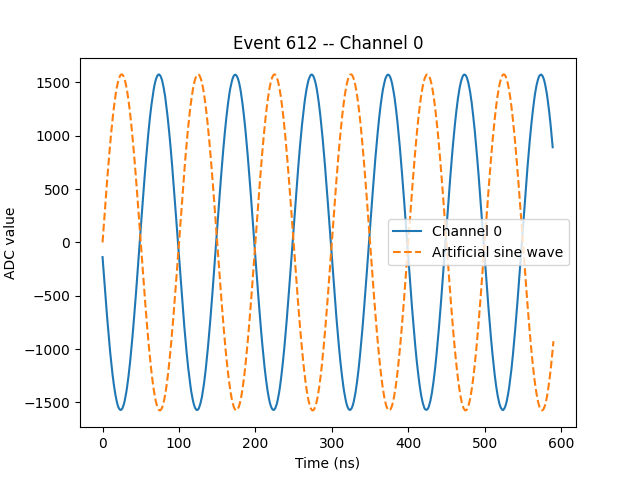 Event 612 -- Channel 0
ADC value
1500
1000
500
0
−500
−1000
−1500
Channel 0
Artificial sine wave
0 100 200 300 400 500 600
Time (ns)